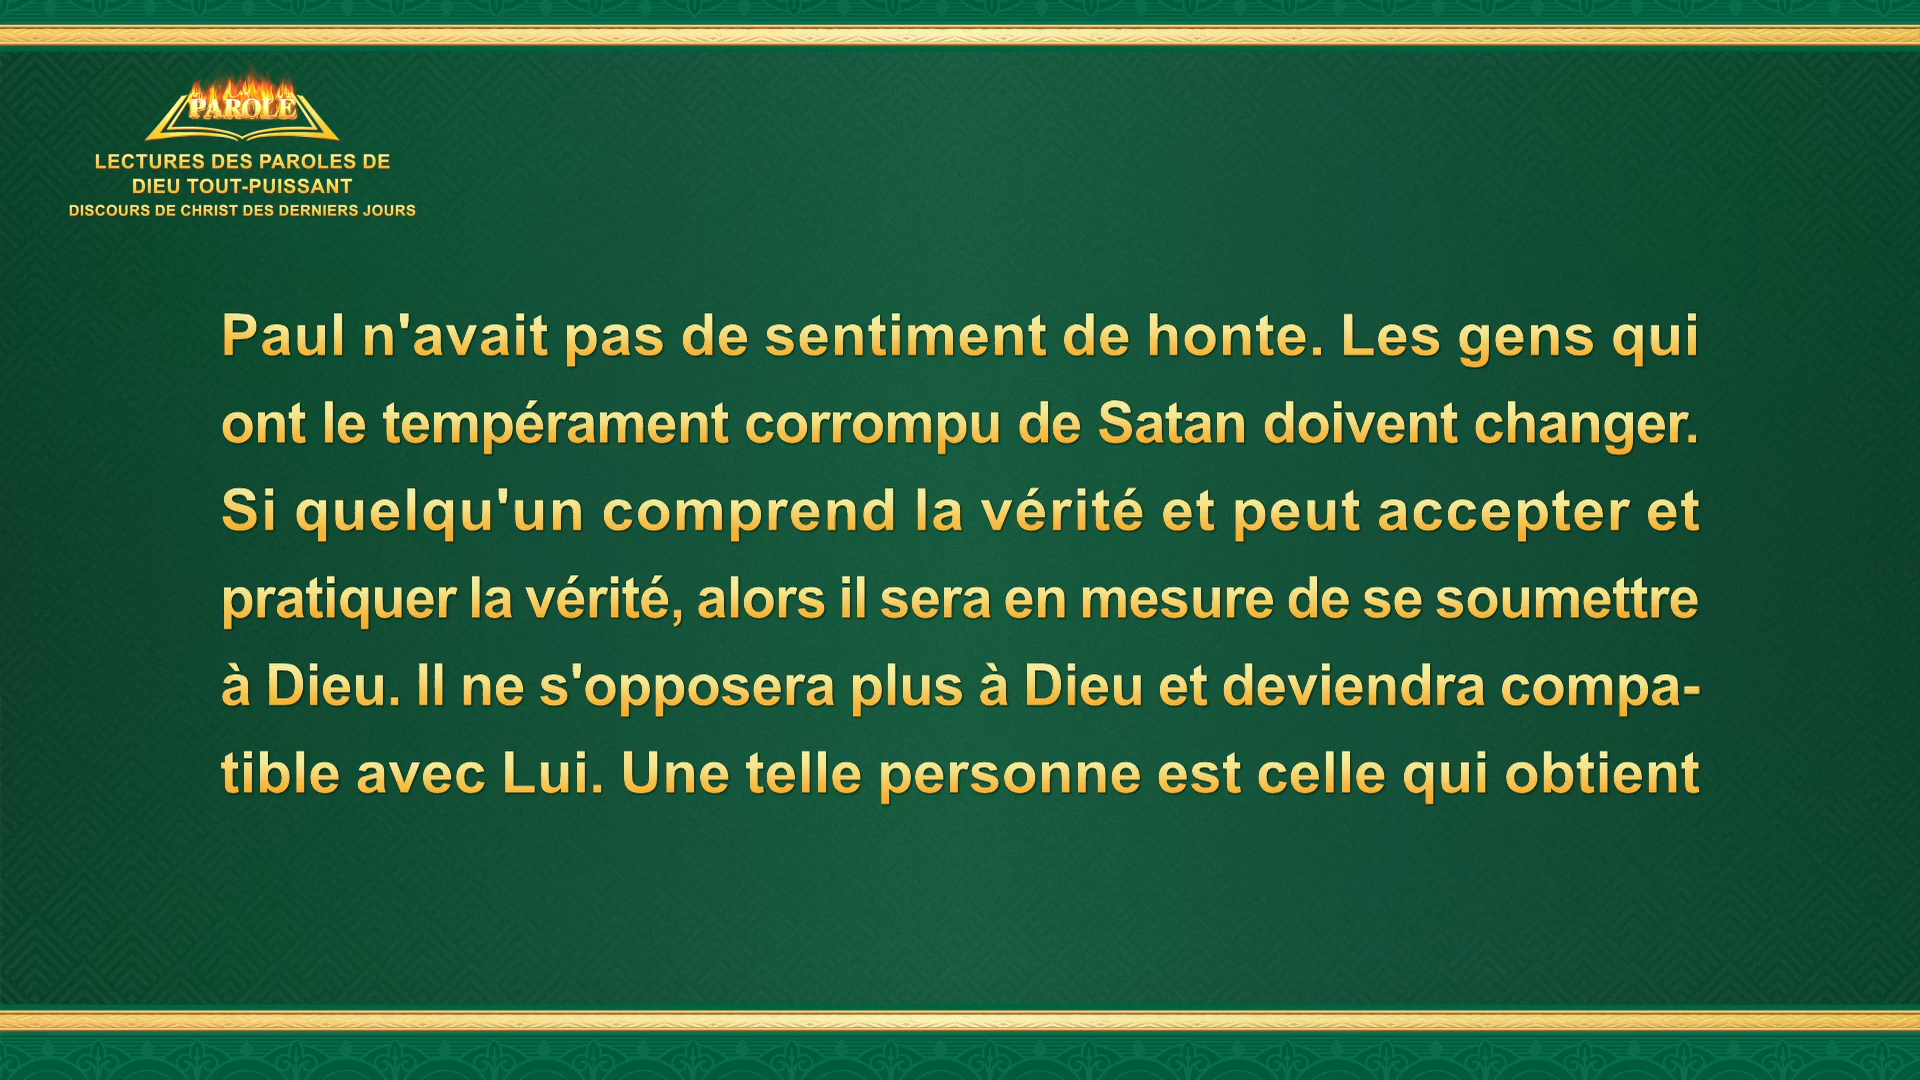 PAROLE
LECTURES DES PAROLES DE
DIEU TOUT-PUISSANT
DISCOURS DE CHRIST DES DERNIERS JOURS
Paul n'avait pas de sentiment de honte. Les gens qui
ont le tempérament corrompu de Satan doivent changer.
Si quelqu'un comprend la vérité et peut accepter et
pratiquer la vérité, alors il sera en mesure de se soumettre
à Dieu. Il ne s'opposera plus à Dieu et deviendra compa-
tible avec Lui. Une telle personne est celle qui obtient